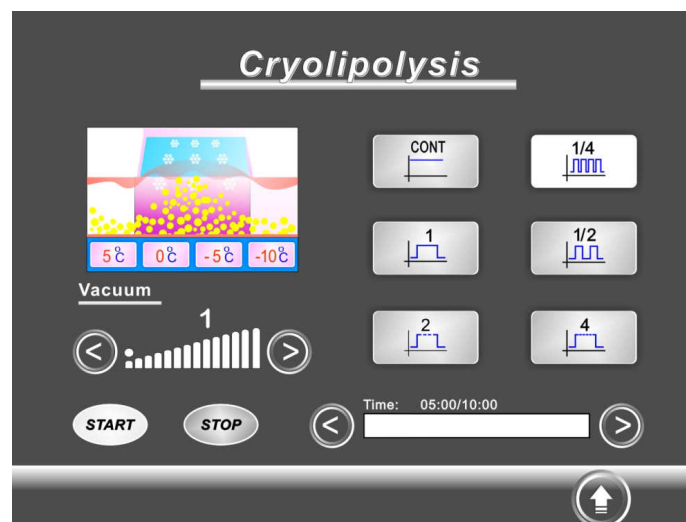 Cryolipolysis
CONT
1/4
5℃ 0℃ -5℃ -10℃
1
1/2
Vacuum
1
2
4
START
STOP
Time: 05:00/10:00